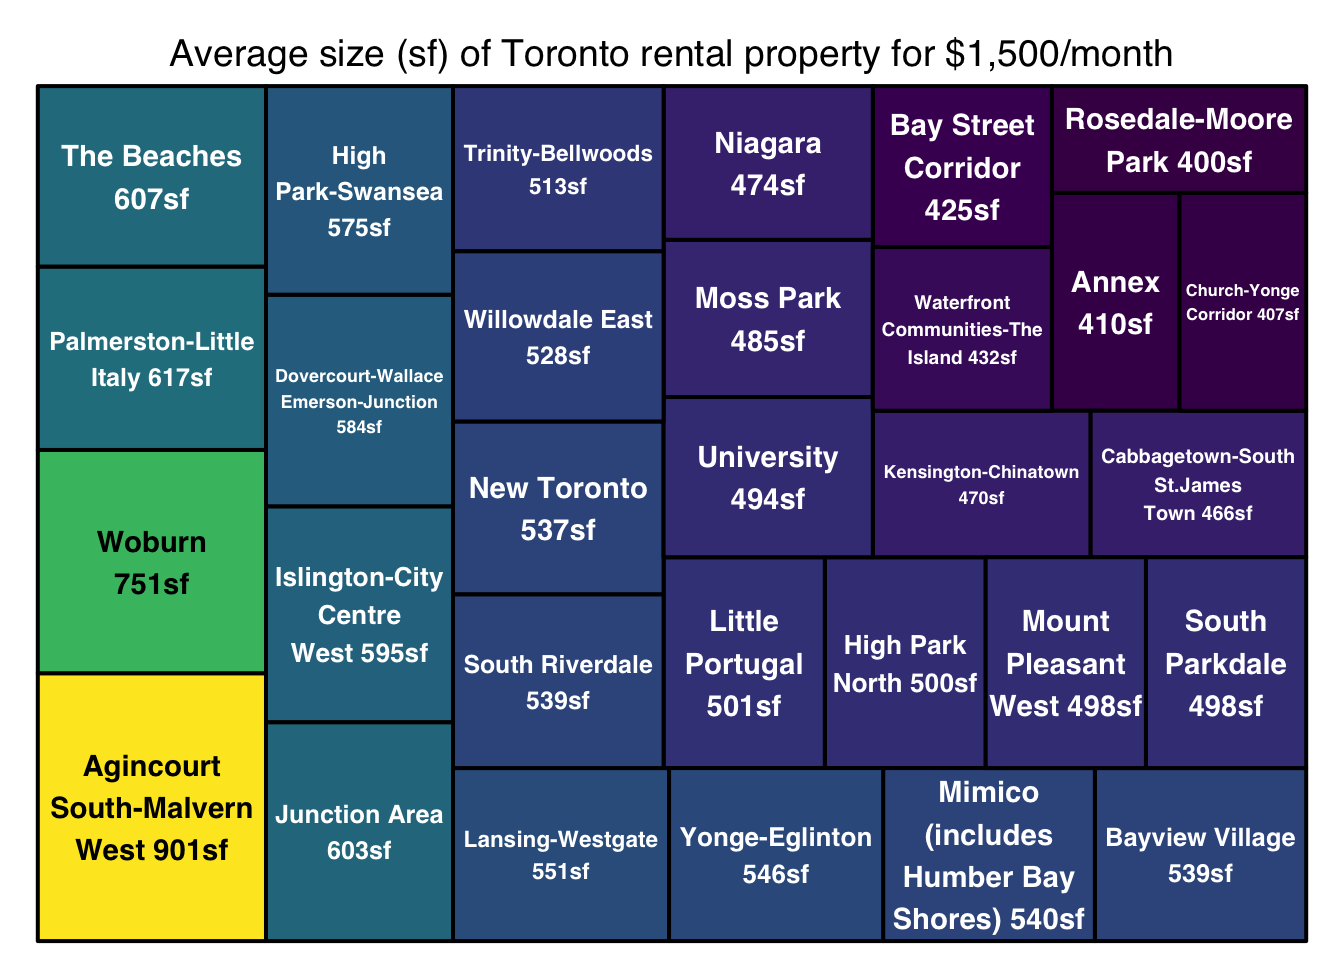 Average size (sf) of Toronto rental property for $1,500/month
The Beaches
607sf
Palmerston-Little
Italy 617sf
Woburn
751sf
Agincourt
South-Malvern
West 901sf
High
Park-Swansea
575sf
Dovercourt-Wallace
Emerson-Junction
584sf
Islington-City
Centre
West 595sf
Junction Area
603sf
Trinity-Bellwoods
513sf
Willowdale East
528sf
New Toronto
537sf
South Riverdale
539sf
Lansing-Westgate
551sf
Niagara
474sf
Moss Park
485sf
University
494sf
Little
Portugal
501sf
High Park
North 500sf
Mount
Pleasant
West 498sf
South
Parkdale
498sf
Yonge-Eglinton
546sf
Mimico
(includes
Humber Bay
Shores) 540sf
Bayview Village
539sf
Bay Street
Corridor
425sf
Waterfront
Communities-The
Island 432sf
Kensington-Chinatown
470sf
Cabbagetown-South
St.James
Town 466sf
Rosedale-Moore
Park 400sf
Annex
410sf
Church-Yonge
Corridor 407sf